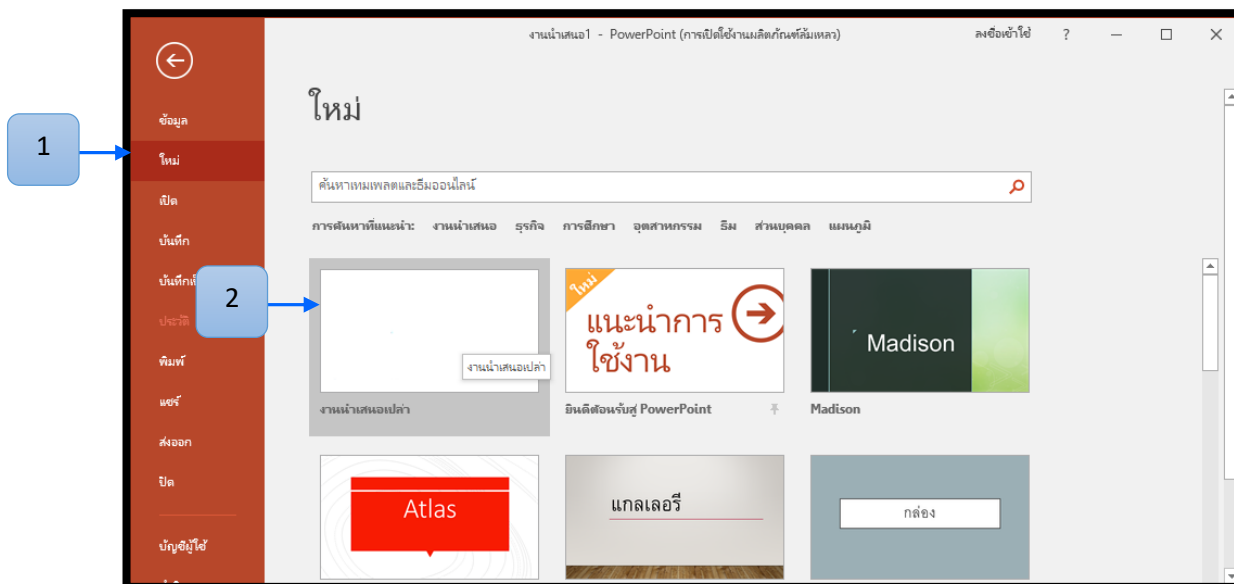 งานนำเสนอ1 - PowerPoint (การเปิดใช้งานผลิตภัณฑ์ล้มเหลว) ลงชื่อเข้าใช้ ?
ใหม่
ข้อมูล
1
ใหม่
เปิด
บันทึก
2
ประวัติ
พิมพ์
แชร์
ส่งออก
ปิด
บัญชีผู้ใช้
ค้นหาเทมเพลตและธีมออนไลน์
การค้นหาที่แนะนำ: งานนำเสนอ ธุรกิจ การศึกษา อุตสาหกรรม ธีม ส่วนบุคคล แผนภูมิ
งานนำเสนอเปล่า
งานนำเสนอเปล่า
ใหม่
แนะนำการ
ใช้งาน
ยินดีต้อนรับสู่ PowerPoint
Madison
Madison
Atlas
แกลเลอรี
กล่อง